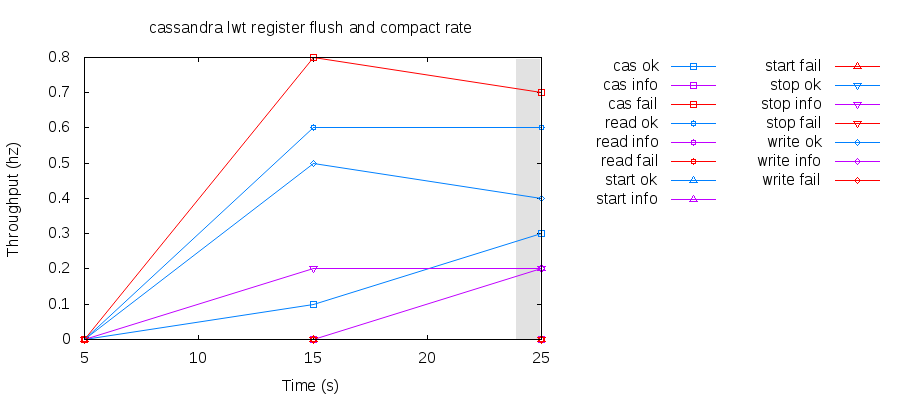 cassandra lwt register flush and compact rate
0.8
0.7
0.6
0.5
0.4
0.3
0.2
0.1
0
Throughput (hz)
5 10 15 20 25
Time (s)
cas ok
cas info
cas fail
read ok
read info
read fail
start ok
start info
start fail
stop ok
stop info
stop fail
write ok
write info
write fail